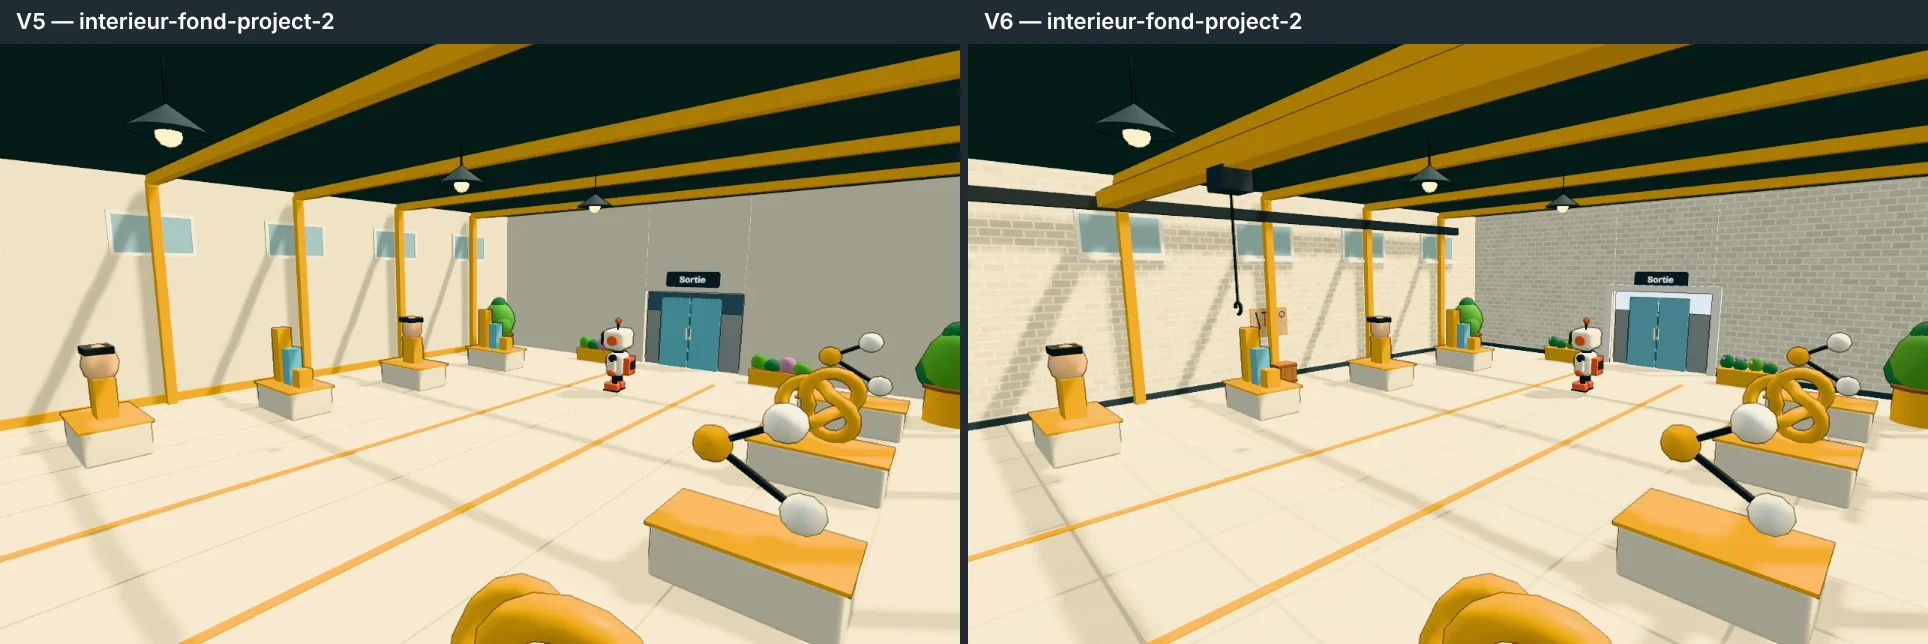 V5 — interieur-fond-project-2
V6 — interieur-fond-project-2
Sortie
Sortie